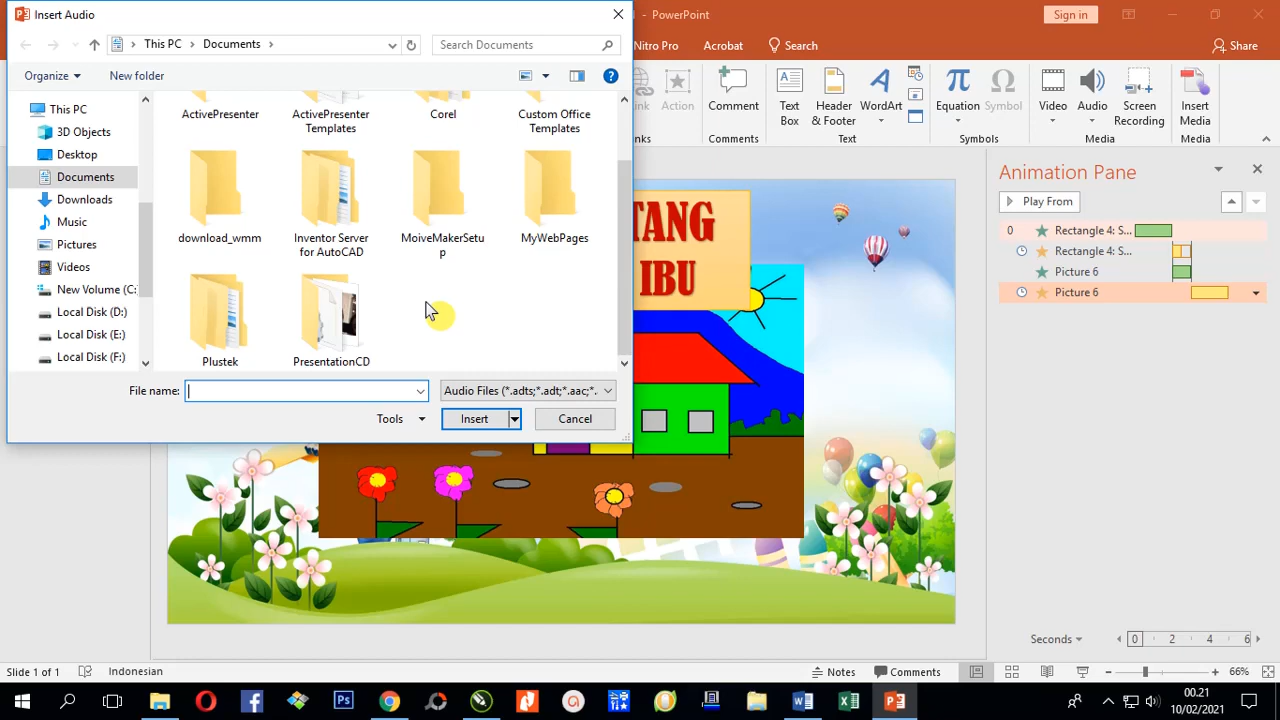 Insert Audio
- PowerPoint
Sign in
This PC
Documents
Search Documents
Nitro Pro
Acrobat
Search
Share
Organize
New folder
Link
Action
Comment
Text
Box
Header
& Footer
WordArt
Equation
Symbol
Video
Audio
Screen
Recording
Insert
Media
Comments
Text
Symbols
Media
Media
This PC
3D Objects
Desktop
Documents
Downloads
Music
Pictures
Videos
New Volume (C:
Local Disk (D:)
Local Disk (E:)
Local Disk (F:)
ActivePresenter
ActivePresenter
Templates
Corel
Custom Office
Templates
download_wmm
Inventor Server
for AutoCAD
MoiveMakerSetu
p
MyWebPages
Plustek
PresentationCD
File name:
Audio Files (*.adts;*.adt;*.aac;*.
Tools
Insert
Cancel
TANG
IBU
Animation Pane
Play From
0
Rectangle 4: S...
Rectangle 4: S...
Picture 6
Picture 6
Seconds
0
2
4
6
Slide 1 of 1
Indonesian
Notes
Comments
66%
Ps
00.21
10/02/2021